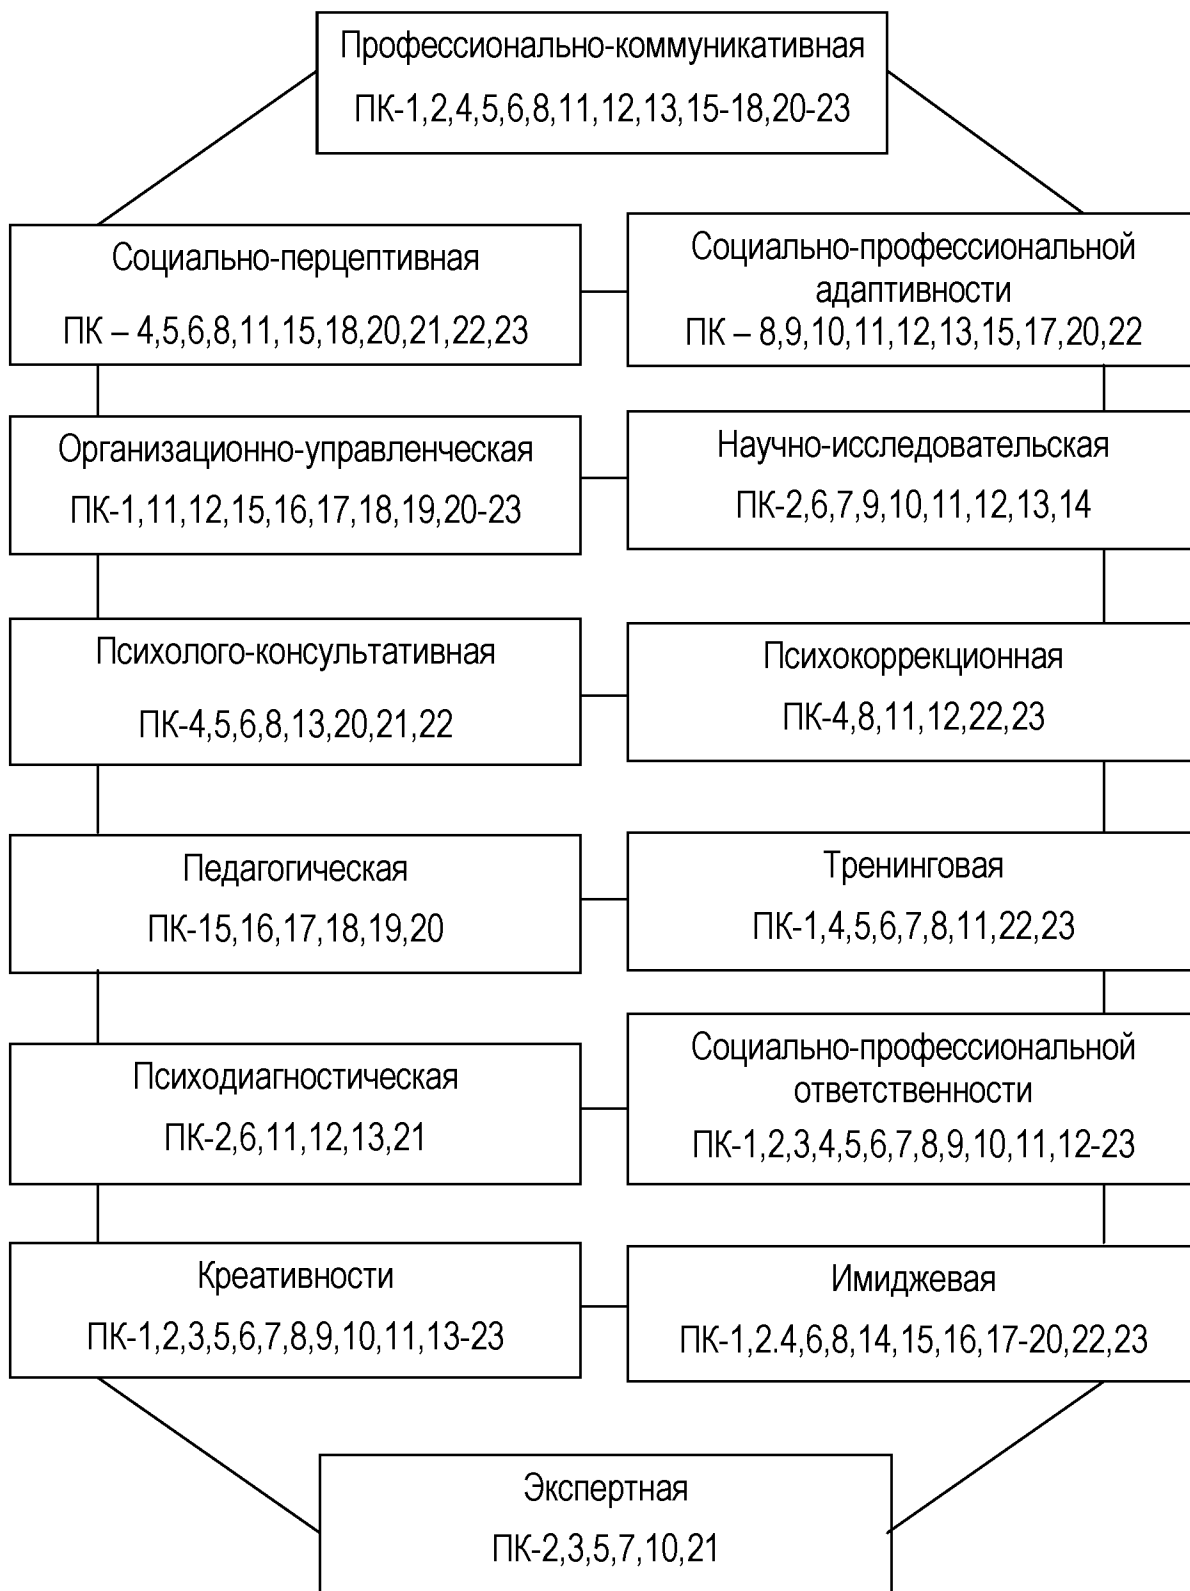 Профессионально-коммуникативная
ПК-1,2,4,5,6,8,11,12,13,15-18,20-23
Социально-перцептивная
ПК – 4,5,6,8,11,15,18,20,21,22,23
Социально-профессиональной
адаптивности
ПК – 8,9,10,11,12,13,15,17,20,22
Организационно-управленческая
ПК-1,11,12,15,16,17,18,19,20-23
Научно-исследовательская
ПК-2,6,7,9,10,11,12,13,14
Психолого-консультативная
ПК-4,5,6,8,13,20,21,22
Психокоррекционная
ПК-4,8,11,12,22,23
Педагогическая
ПК-15,16,17,18,19,20
Тренинговая
ПК-1,4,5,6,7,8,11,22,23
Психодиагностическая
ПК-2,6,11,12,13,21
Социально-профессиональной
ответственности
ПК-1,2,3,4,5,6,7,8,9,10,11,12-23
Креативности
ПК-1,2,3,5,6,7,8,9,10,11,13-23
Имиджевая
ПК-1,2.4,6,8,14,15,16,17-20,22,23
Экспертная
ПК-2,3,5,7,10,21